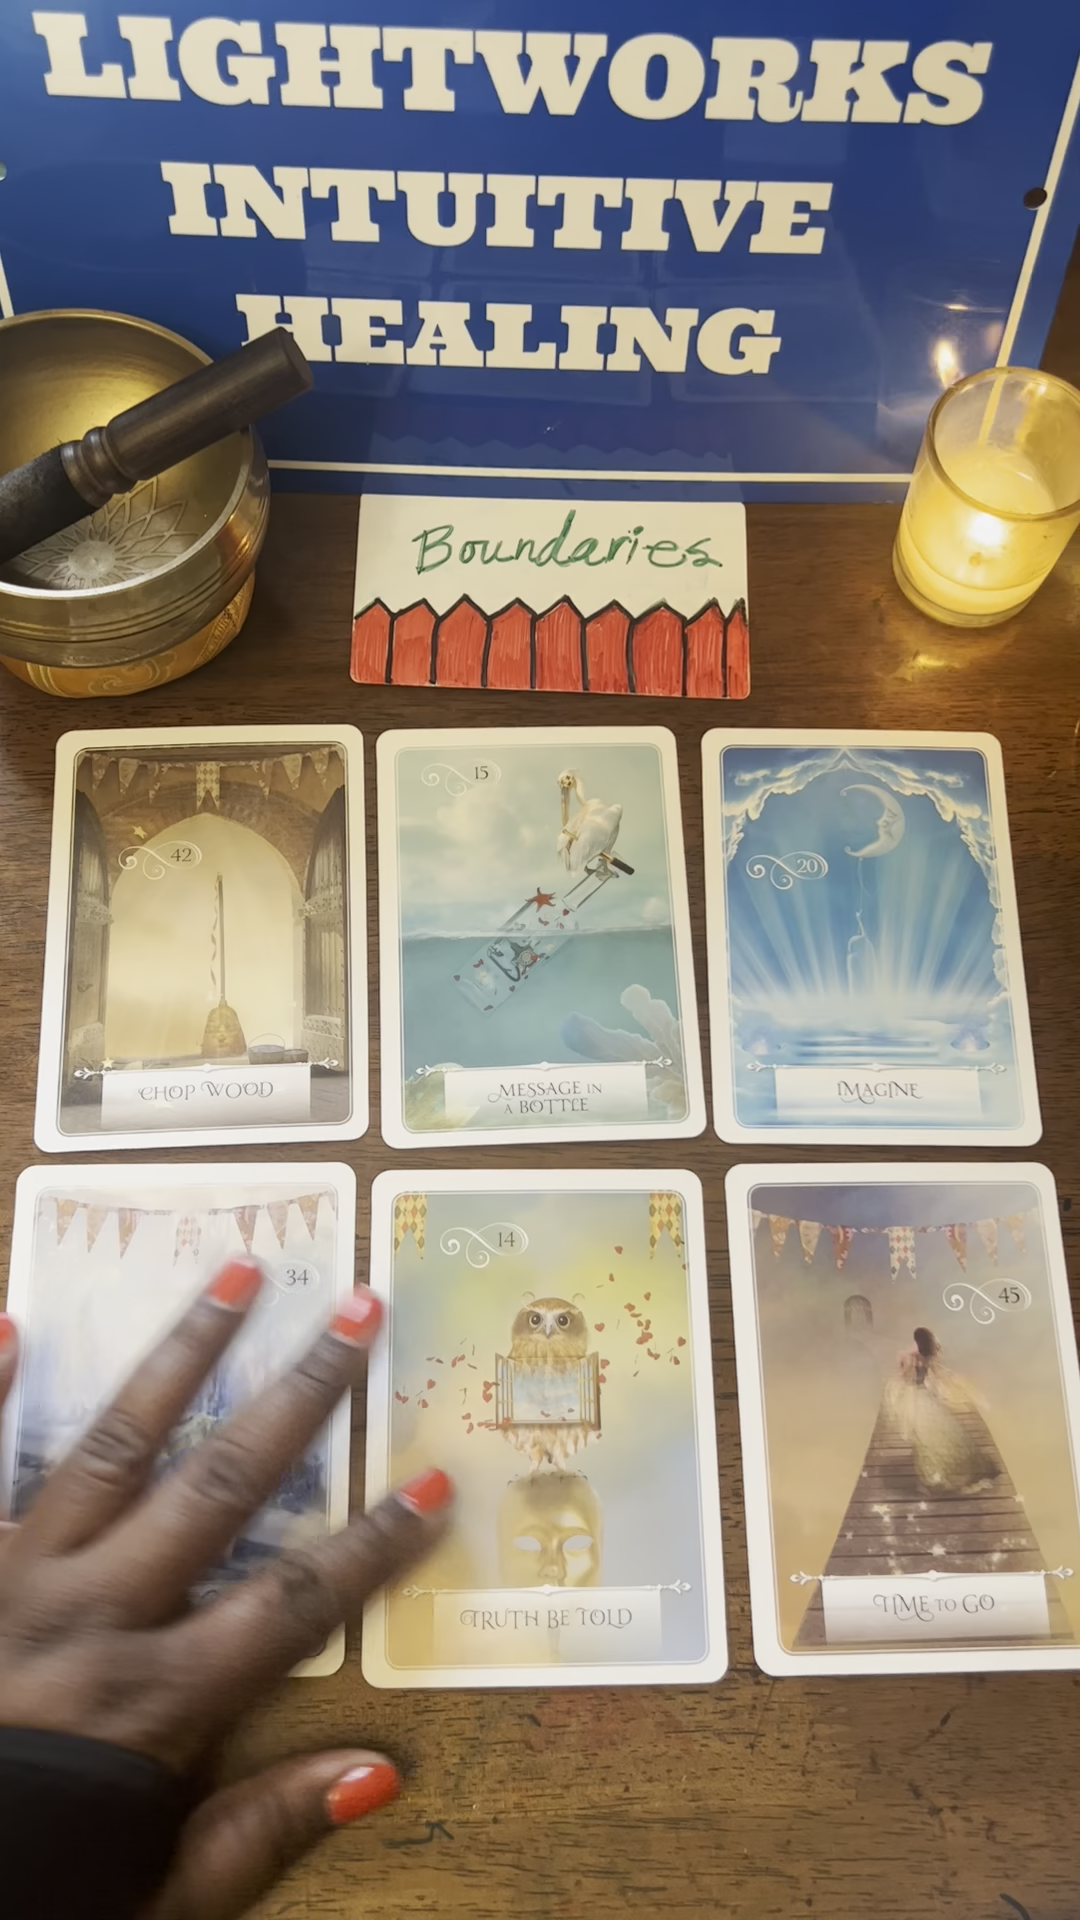 LIGHTWORKS
INTUITIVE
HEALING
Boundaries
42
CHOP WOOD
15
MESSAGE IN
A BOTTLE
20
IMAGINE
34
14
TRUTH BE TOLD
45
TIME TO GO